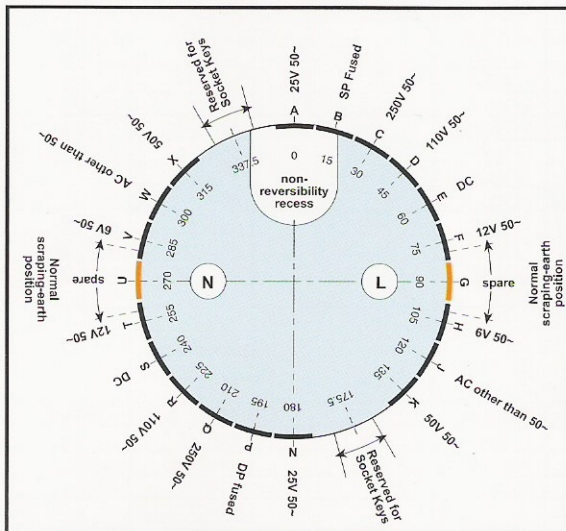 25V 50~
A
0
SP Fused
B
15
250V 50~
C
30
110V 50~
D
45
DC
E
60
12V 50~
F
75
Normal
scraping-earth
position
spare
G
90
6V 50~
H
105
AC other than 50~
J
120
50V 50~
K
135
Reserved for
Socket Keys
175.5
25V 50~
N
180
DP fused
P
195
250V 50~
Q
210
110V 50~
R
225
DC
S
240
12V 50~
T
255
Normal
scraping-earth
position
spare
U
270
6V 50~
V
285
AC other than 50~
W
300
50V 50~
X
315
Reserved for
Socket Keys
337.5
non-
reversibility
recess
N
L